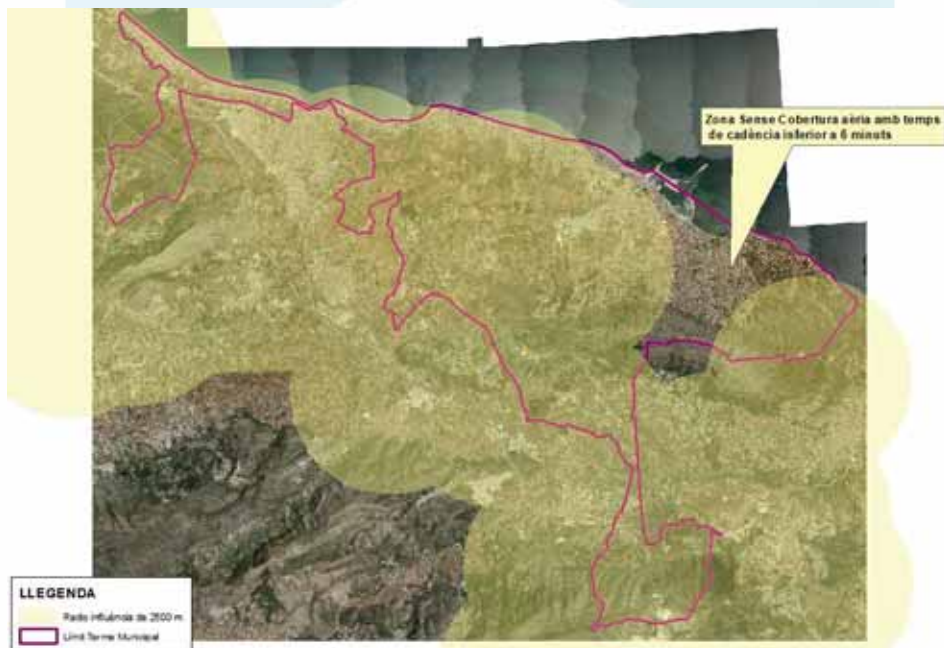 Zona Sense Cobertura aèria amb temps
de cadència inferior a 6 minuts
LLEGENDA
Radio influència de 2500 m
Límit Terme Municipal